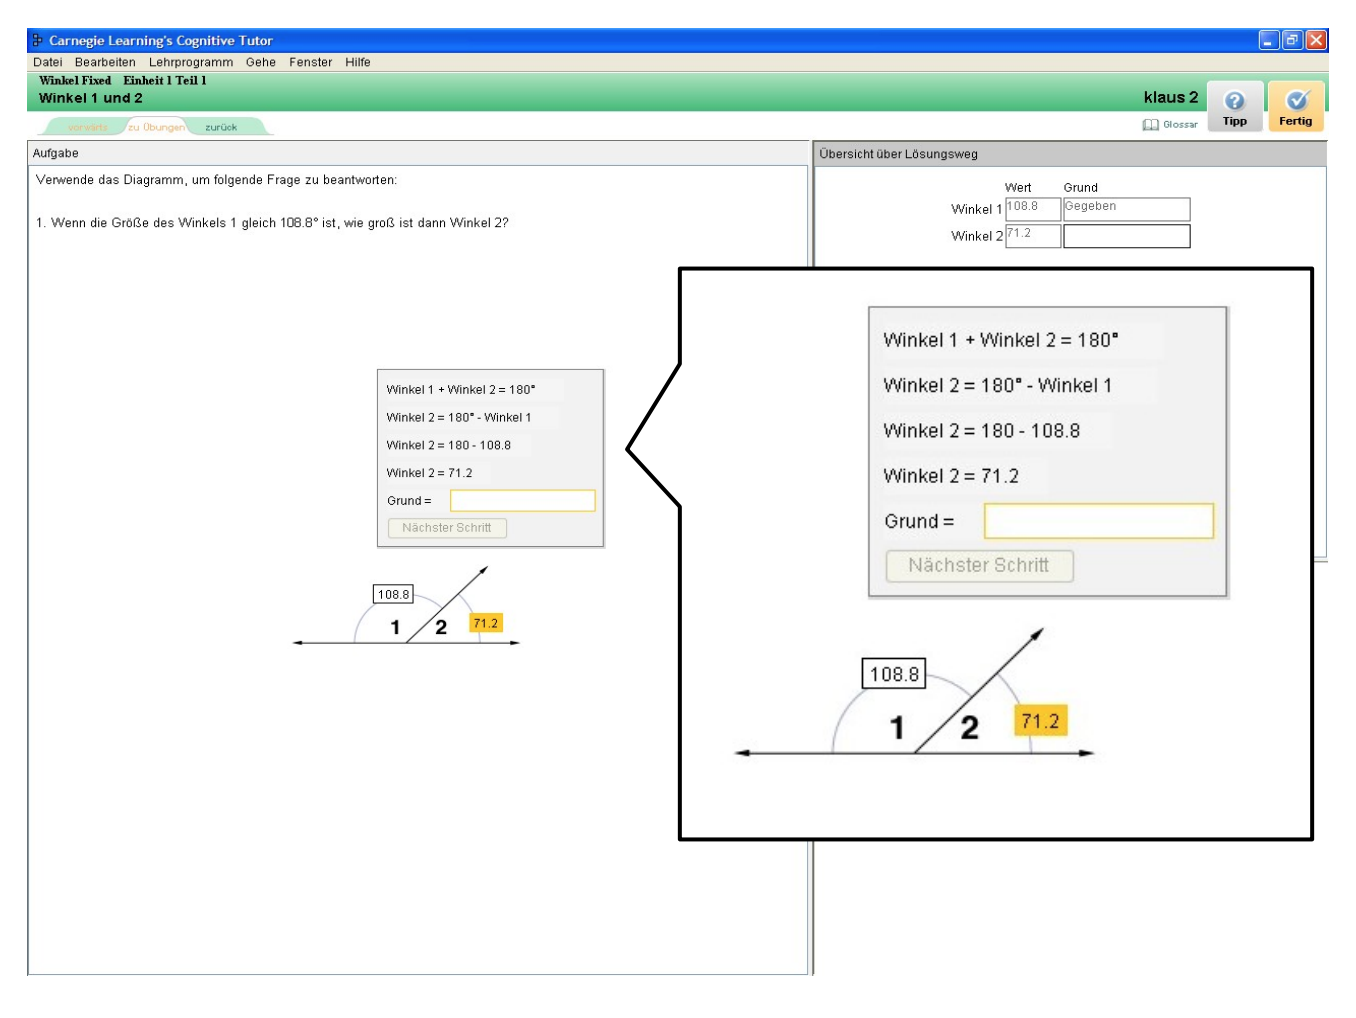 Carnegie Learning's Cognitive Tutor
Datei Bearbeiten Lehrprogramm Gehe Fenster Hilfe
Winkel Fixed Einheit 1 Teil 1
Winkel 1 und 2
klaus 2
Glossar
Tipp
Fertig
vorwärts zu Übungen zurück
Aufgabe
Verwende das Diagramm, um folgende Frage zu beantworten:
1. Wenn die Größe des Winkels 1 gleich 108.8° ist, wie groß ist dann Winkel 2?
Übersicht über Lösungsweg
Wert Grund
Winkel 1 108.8 Gegeben
Winkel 2 71.2
Winkel 1 + Winkel 2 = 180°
Winkel 2 = 180° - Winkel 1
Winkel 2 = 180 - 108.8
Winkel 2 = 71.2
Grund =
Nächster Schritt
108.8
1 2 71.2
Winkel 1 + Winkel 2 = 180°
Winkel 2 = 180° - Winkel 1
Winkel 2 = 180 - 108.8
Winkel 2 = 71.2
Grund =
Nächster Schritt
108.8
1 2 71.2